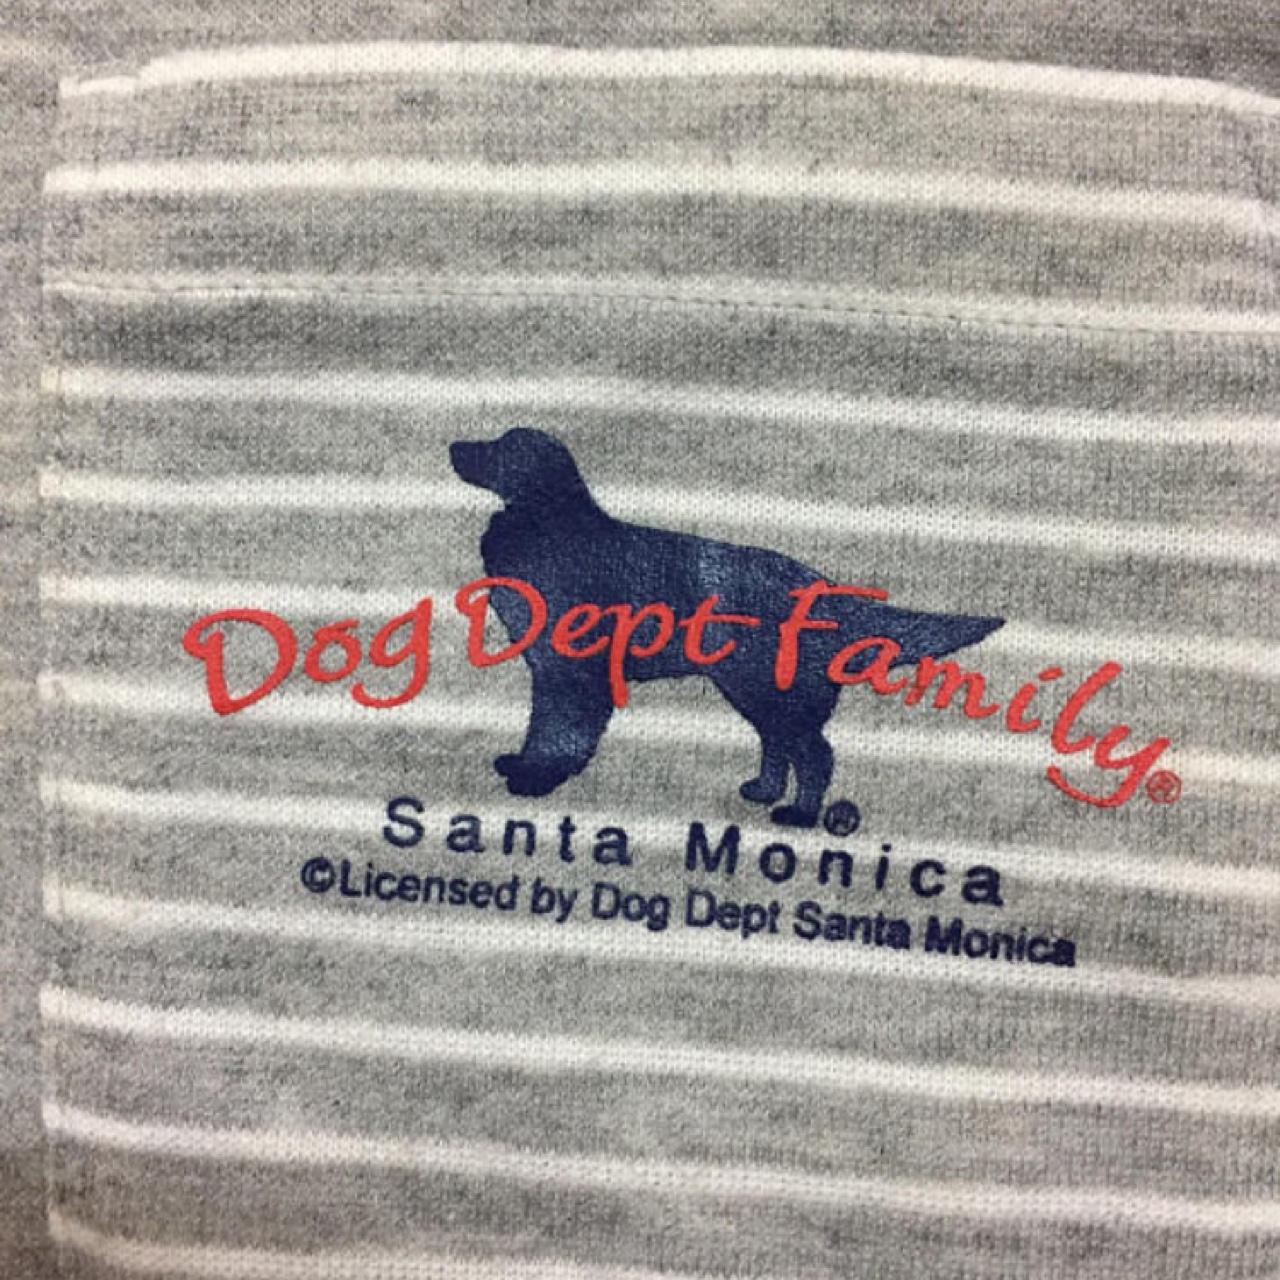 Dog Dept Family®
®
Santa Monica
©Licensed by Dog Dept Santa Monica